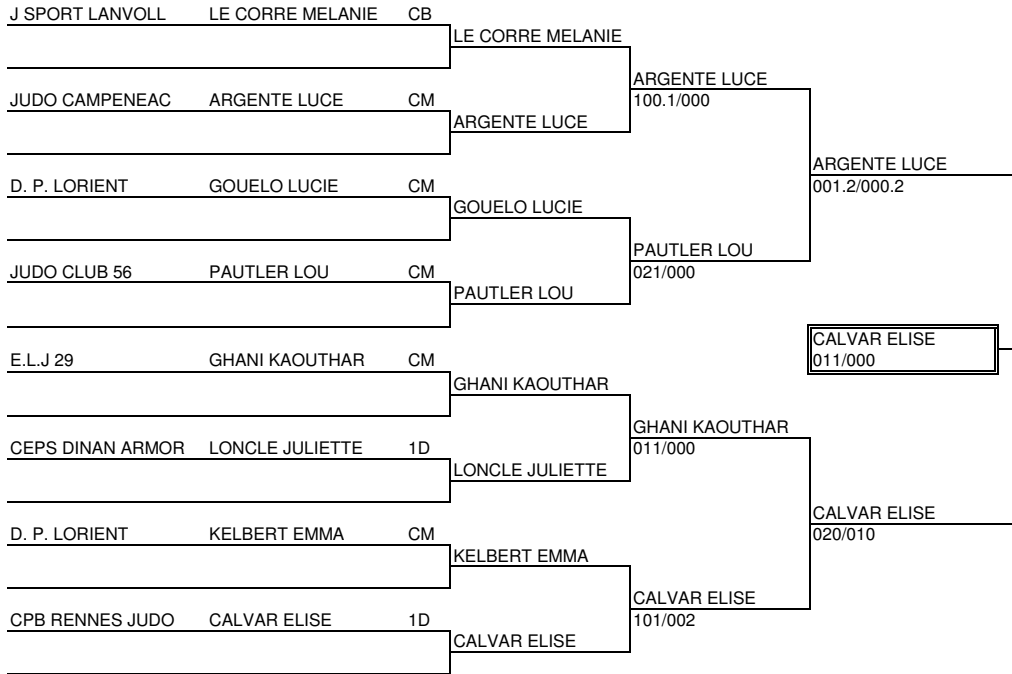 J SPORT LANVOLL LE CORRE MELANIE CB
LE CORRE MELANIE
ARGENTE LUCE
100.1/000
JUDO CAMPENEAC ARGENTE LUCE CM
ARGENTE LUCE
ARGENTE LUCE
001.2/000.2
D. P. LORIENT GOUELO LUCIE CM
GOUELO LUCIE
PAUTLER LOU
021/000
JUDO CLUB 56 PAUTLER LOU CM
PAUTLER LOU
CALVAR ELISE
011/000
E.L.J 29 GHANI KAOUTHAR CM
GHANI KAOUTHAR
GHANI KAOUTHAR
011/000
CEPS DINAN ARMOR LONCLE JULIETTE 1D
LONCLE JULIETTE
CALVAR ELISE
020/010
D. P. LORIENT KELBERT EMMA CM
KELBERT EMMA
CALVAR ELISE
101/002
CPB RENNES JUDO CALVAR ELISE 1D
CALVAR ELISE